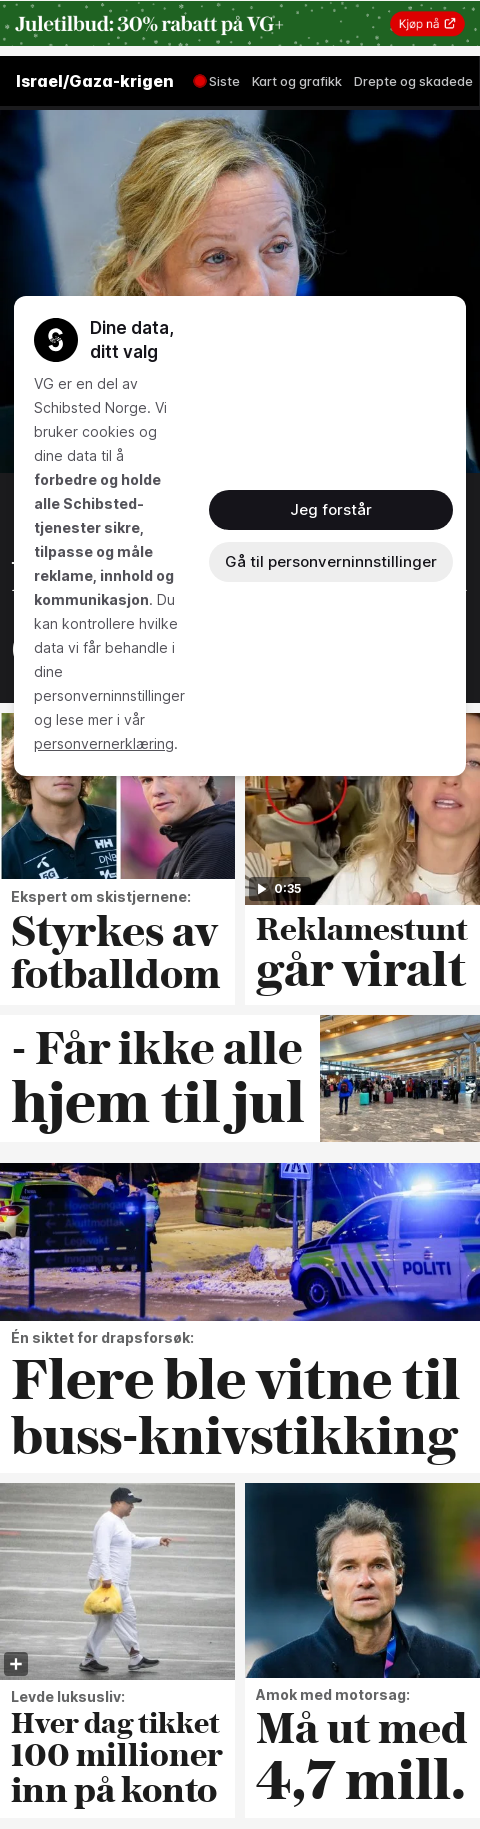 Juletilbud: 30% rabatt på VG+
Kjøp nå
Israel/Gaza-krigen
Siste
Kart og grafikk
Drepte og skadede
Dine data,
ditt valg
VG er en del av
Schibsted Norge. Vi
bruker cookies og
dine data til å
forbedre og holde
alle Schibsted-
tjenester sikre,
tilpasse og måle
reklame, innhold og
kommunikasjon. Du
kan kontrollere hvilke
data vi får behandle i
dine
personverninnstillinger
og lese mer i vår
personvernerklæring.
Jeg forstår
Gå til personverninnstillinger
0:35
Ekspert om skistjernene:
Styrkes av
fotballdom
Reklamestunt
går viralt
- Får ikke alle
hjem til jul
POLITI
Én siktet for drapsforsøk:
Flere ble vitne til
buss-knivstikking
Levde luksusliv:
Hver dag tikket
100 millioner
inn på konto
Amok med motorsag:
Må ut med
4,7 mill.